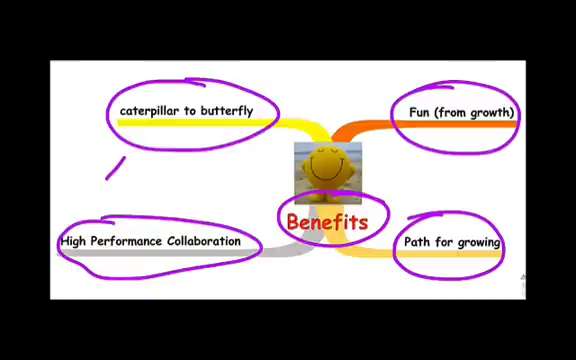 caterpillar to butterfly
Fun (from growth)
Benefits
High Performance Collaboration
Path for growing